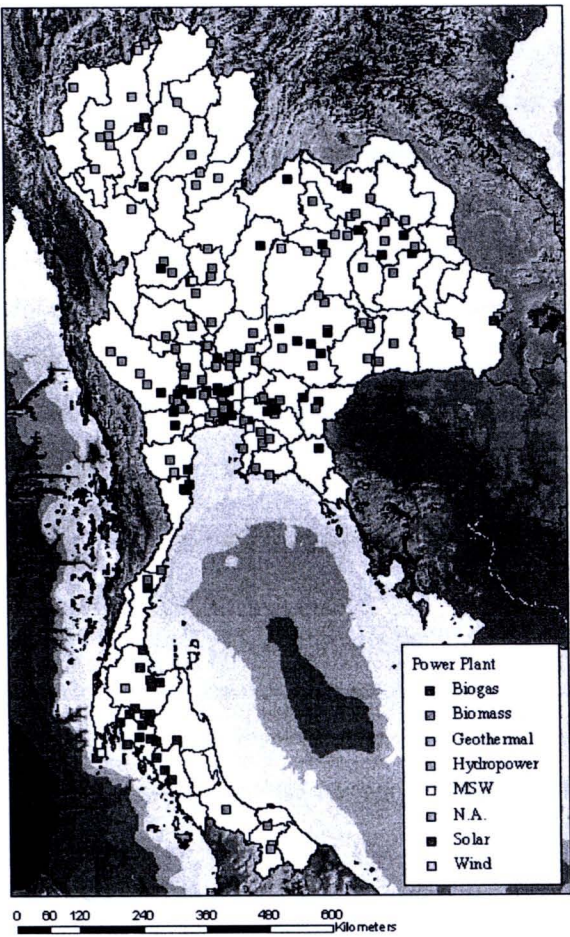 Power Plant
Biogas
Biomass
Geothermal
Hydropower
MSW
N.A.
Solar
Wind
0 60 120 240 360 480 600
Kilometers